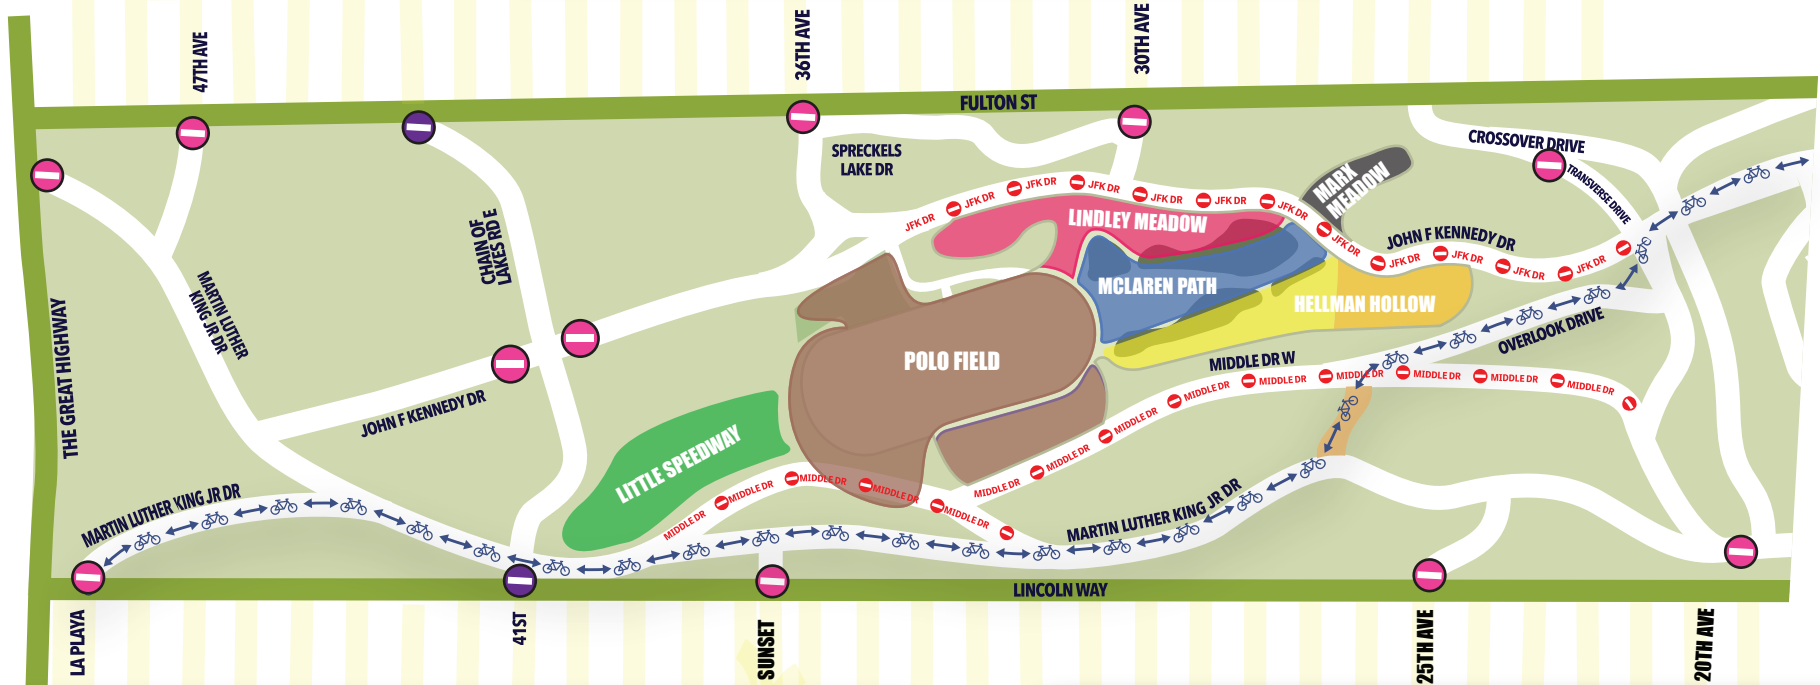 47TH AVE
36TH AVE
30TH AVE
FULTON ST
SPRECKELS
LAKE DR
CROSSOVER DRIVE
TRANSVERSE DRIVE
MARX
MEADOW
JFK DR
JFK DR
JFK DR
JFK DR
JFK DR
JFK DR
JFK DR
JFK DR
JFK DR
JFK DR
JFK DR
JFK DR
LINDLEY MEADOW
JOHN F KENNEDY DR
CHAIN OF
LAKES RD E
MCLAREN PATH
HELLMAN HOLLOW
MARTIN LUTHER
KING JR DR
THE GREAT HIGHWAY
OVERLOOK DRIVE
POLO FIELD
MIDDLE DR W
JOHN F KENNEDY DR
LITTLE SPEEDWAY
MIDDLE DR
MIDDLE DR
MIDDLE DR
MIDDLE DR
MIDDLE DR
MIDDLE DR
MIDDLE DR
MIDDLE DR
MIDDLE DR
MIDDLE DR
MIDDLE DR
MIDDLE DR
MIDDLE DR
MIDDLE DR
MARTIN LUTHER KING JR DR
MARTIN LUTHER KING JR DR
LINCOLN WAY
LA PLAYA
41ST
SUNSET
25TH AVE
20TH AVE